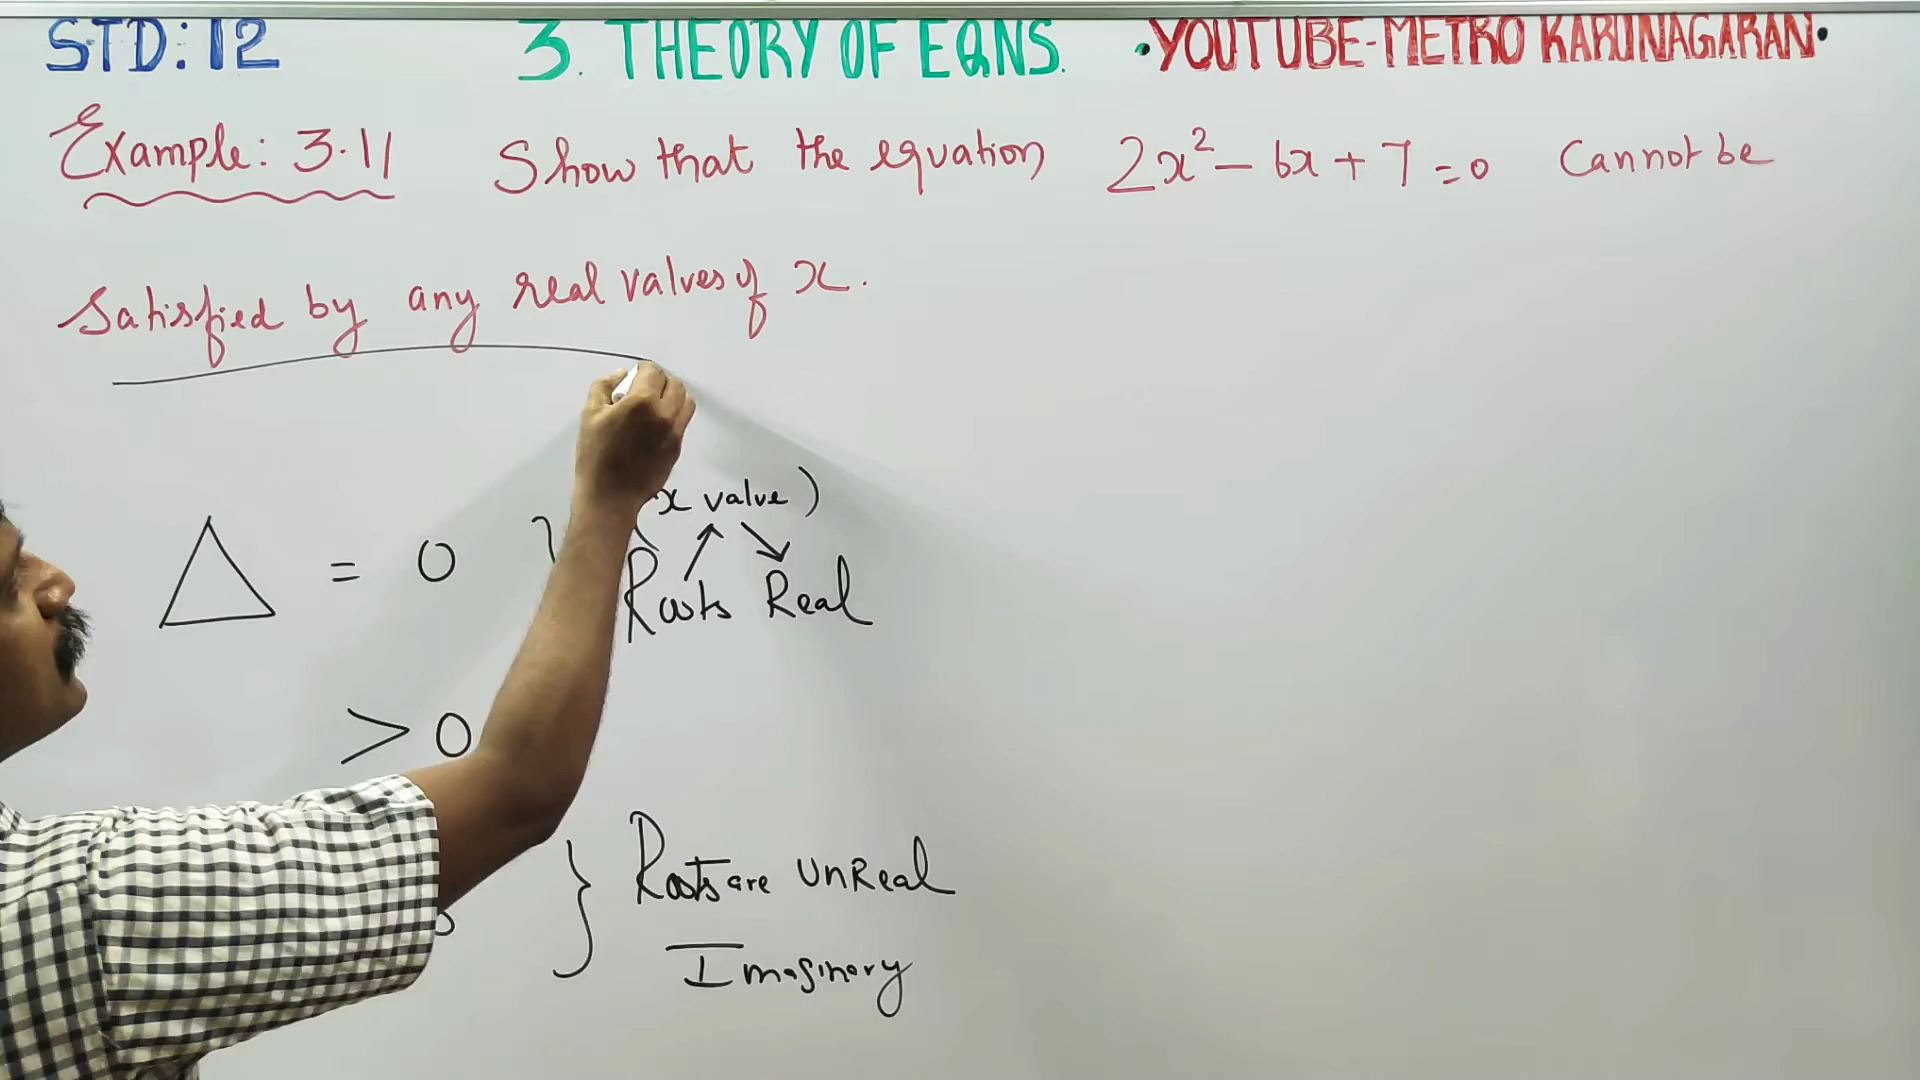 STD: 12 3. THEORY OF EQNS. •YOUTUBE-METRO KARUNAGARAN•
Example: 3.11 Show that the equation 2x² - 6x + 7 = 0 Cannot be
Satisfied by any real values of x.
(x value)
△ = 0 Roots Real
> 0
} Roots are UnReal
Imaginary